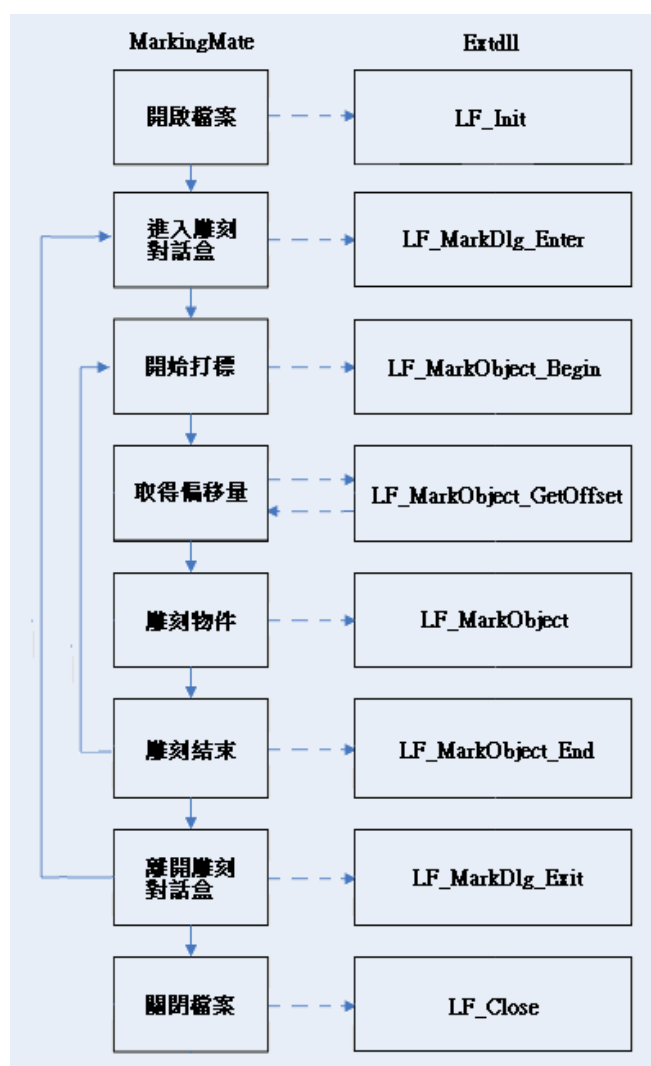 MarkingMate Extdll
開啟檔案 LF_Init
進入雕刻
對話盒
LF_MarkDlg_Enter
開始打標 LF_MarkObject_Begin
取得偏移量 LF_MarkObject_GetOffset
雕刻物件 LF_MarkObject
雕刻結束 LF_MarkObject_End
離開雕刻
對話盒
LF_MarkDlg_Exit
關閉檔案 LF_Close